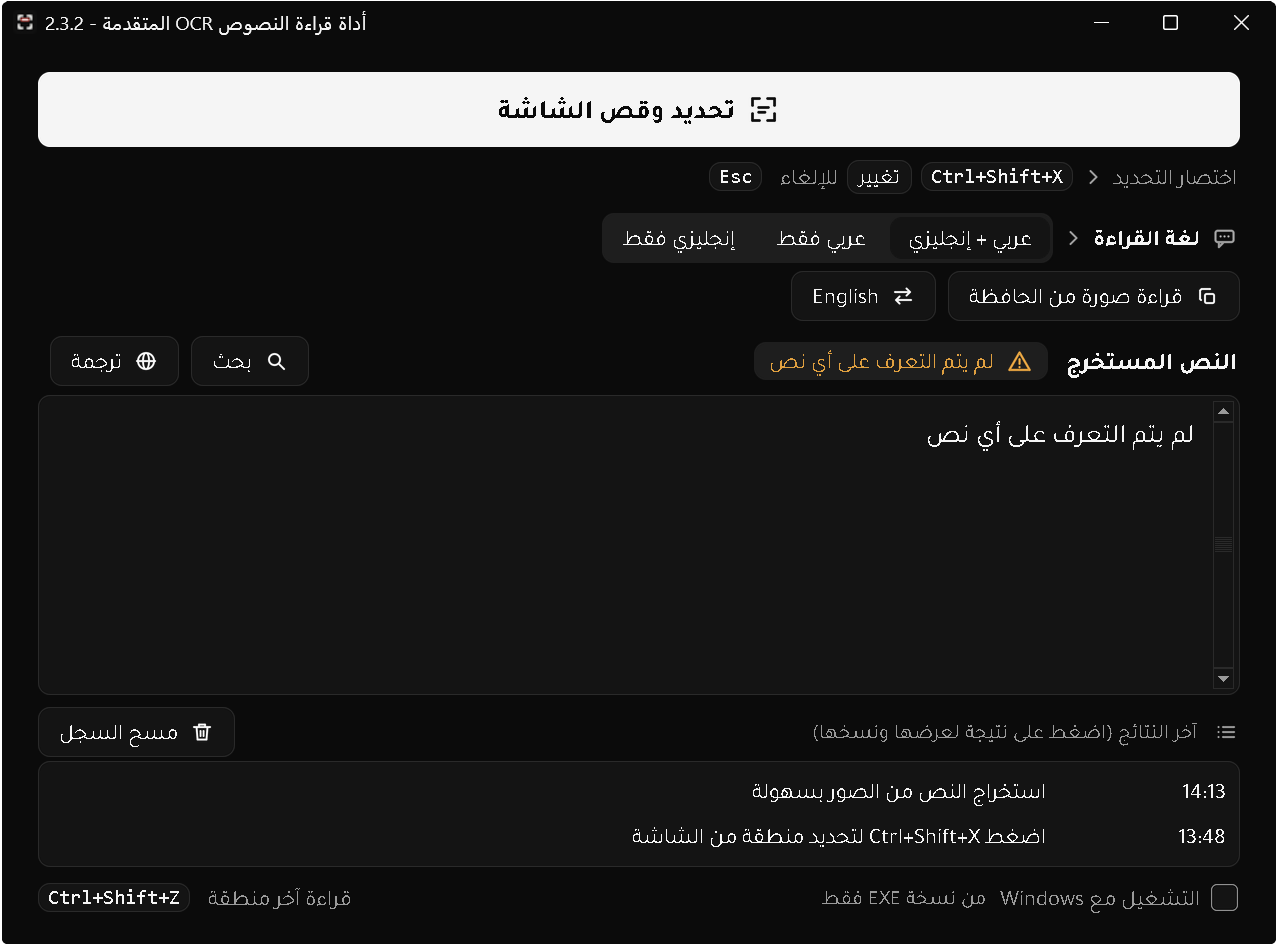 أداة قراءة النصوص OCR المتقدمة - 2.3.2
تحديد وقص الشاشة
اختصار التحديد Ctrl+Shift+X تغيير للإلغاء Esc
لغة القراءة عربي + إنجليزي عربي فقط إنجليزي فقط
قراءة صورة من الحافظة English
النص المستخرج لم يتم التعرف على أي نص بحث ترجمة
لم يتم التعرف على أي نص
آخر النتائج (اضغط على نتيجة لعرضها ونسخها) مسح السجل
14:13 استخراج النص من الصور بسهولة
13:48 اضغط Ctrl+Shift+X لتحديد منطقة من الشاشة
التشغيل مع Windows من نسخة EXE فقط قراءة آخر منطقة Ctrl+Shift+Z